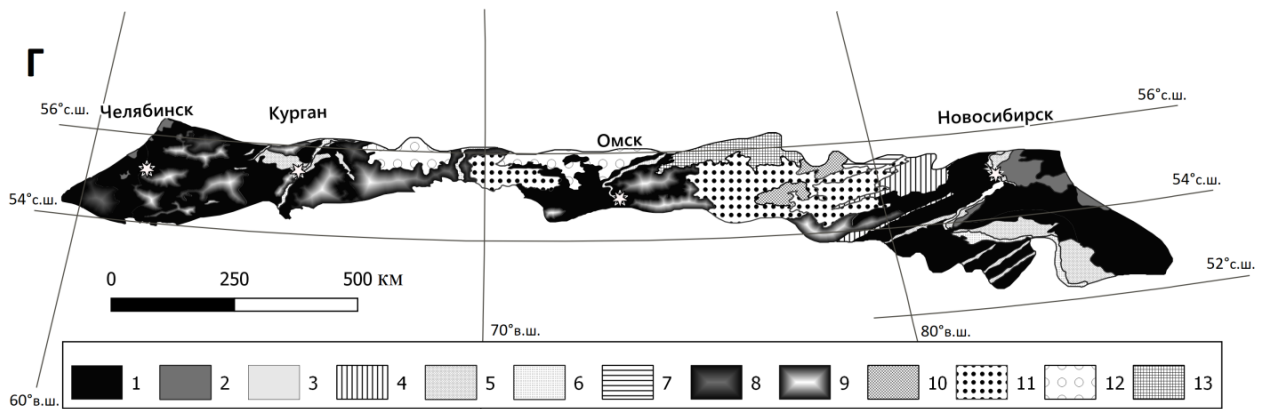 Г
56°с.ш.
Челябинск
Курган
Омск
Новосибирск
56°с.ш.
54°с.ш.
54°с.ш.
52°с.ш.
0 250 500 км
70°в.ш.
80°в.ш.
60°в.ш.
1 2 3 4 5 6 7 8 9 10 11 12 13